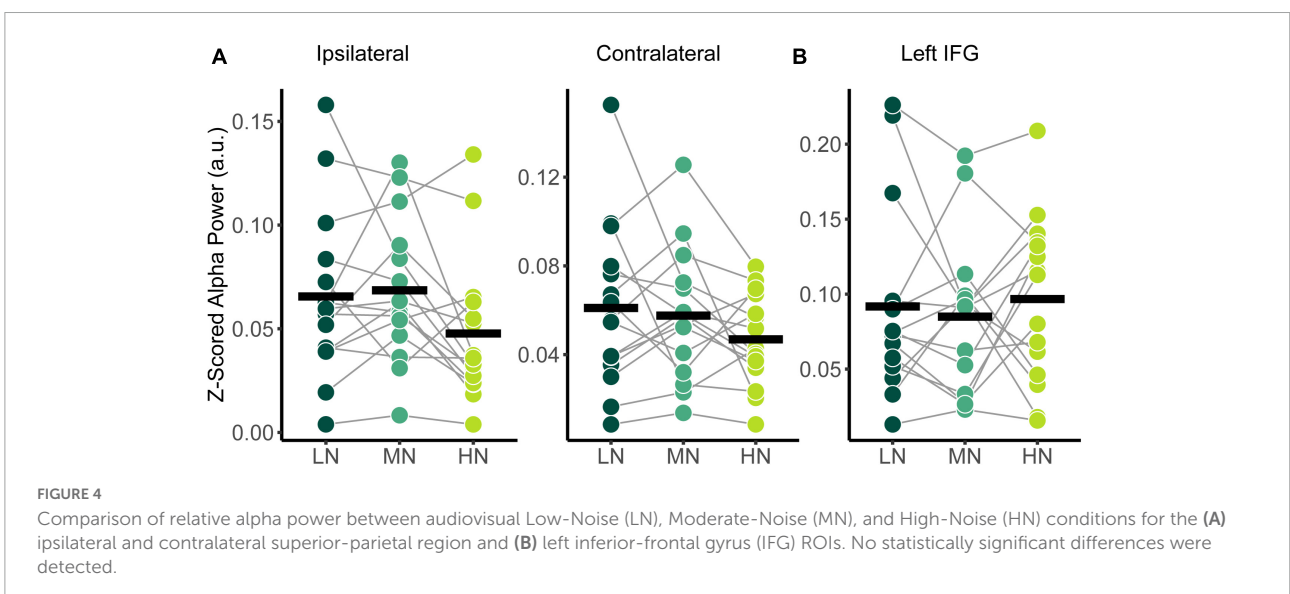 A Ipsilateral Contralateral B Left IFG
Z-Scored Alpha Power (a.u.)
0.15
0.10
0.05
0.00
LN MN HN
0.12
0.08
0.04
LN MN HN
0.20
0.15
0.10
0.05
LN MN HN
FIGURE 4
Comparison of relative alpha power between audiovisual Low-Noise (LN), Moderate-Noise (MN), and High-Noise (HN) conditions for the (A)
ipsilateral and contralateral superior-parietal region and (B) left inferior-frontal gyrus (IFG) ROIs. No statistically significant differences were
detected.